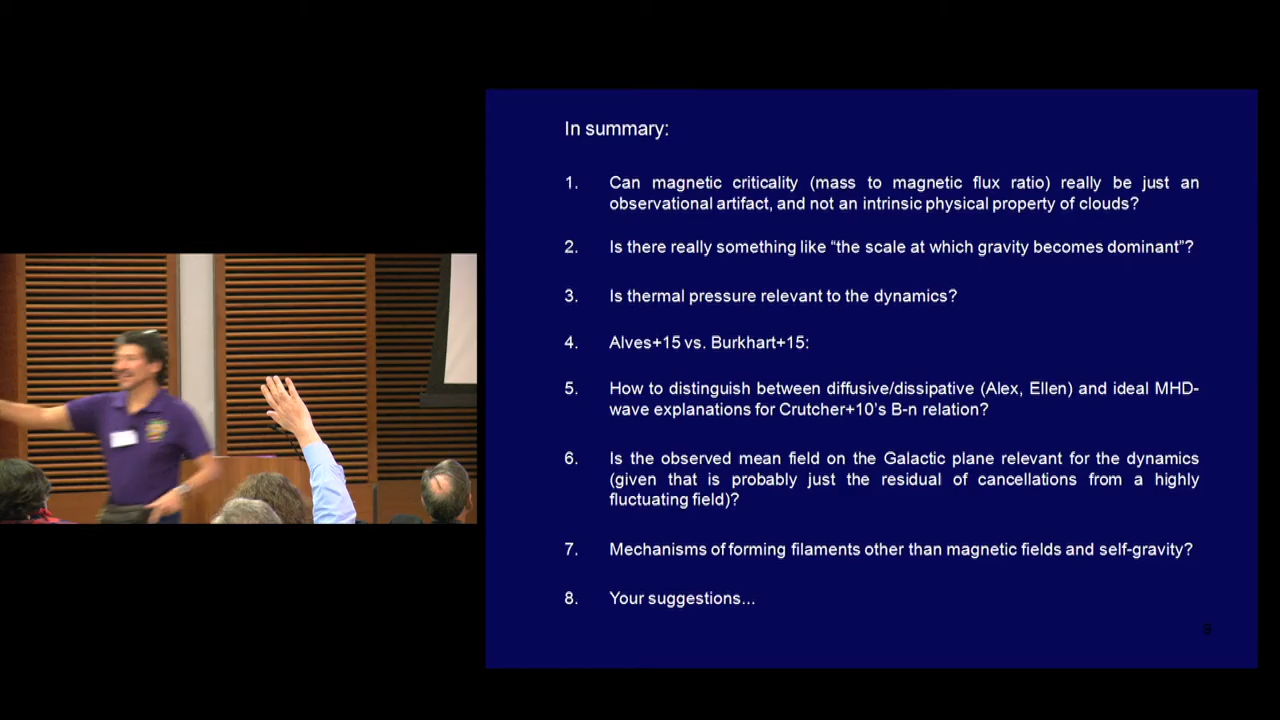 In summary:
1. Can magnetic criticality (mass to magnetic flux ratio) really be just an
observational artifact, and not an intrinsic physical property of clouds?
2. Is there really something like “the scale at which gravity becomes dominant”?
3. Is thermal pressure relevant to the dynamics?
4. Alves+15 vs. Burkhart+15:
5. How to distinguish between diffusive/dissipative (Alex, Ellen) and ideal MHD-
wave explanations for Crutcher+10’s B-n relation?
6. Is the observed mean field on the Galactic plane relevant for the dynamics
(given that is probably just the residual of cancellations from a highly
fluctuating field)?
7. Mechanisms of forming filaments other than magnetic fields and self-gravity?
8. Your suggestions...